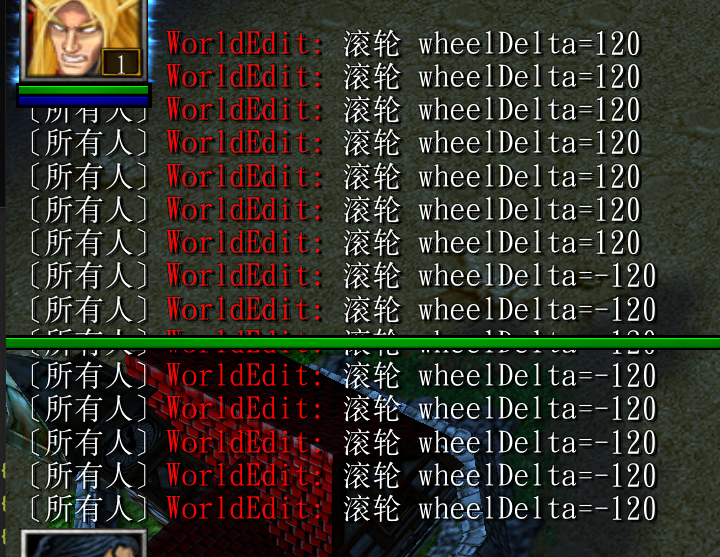 1
WorldEdit: 滚轮 wheelDelta=120
WorldEdit: 滚轮 wheelDelta=120
〔所有人〕 WorldEdit: 滚轮 wheelDelta=120
〔所有人〕 WorldEdit: 滚轮 wheelDelta=120
〔所有人〕 WorldEdit: 滚轮 wheelDelta=120
〔所有人〕 WorldEdit: 滚轮 wheelDelta=120
〔所有人〕 WorldEdit: 滚轮 wheelDelta=120
〔所有人〕 WorldEdit: 滚轮 wheelDelta=-120
〔所有人〕 WorldEdit: 滚轮 wheelDelta=-120
〔所有人〕 WorldEdit: 滚轮 wheelDelta=-120
〔所有人〕 WorldEdit: 滚轮 wheelDelta=-120
〔所有人〕 WorldEdit: 滚轮 wheelDelta=-120
〔所有人〕 WorldEdit: 滚轮 wheelDelta=-120
〔所有人〕 WorldEdit: 滚轮 wheelDelta=-120
〔所有人〕 WorldEdit: 滚轮 wheelDelta=-120